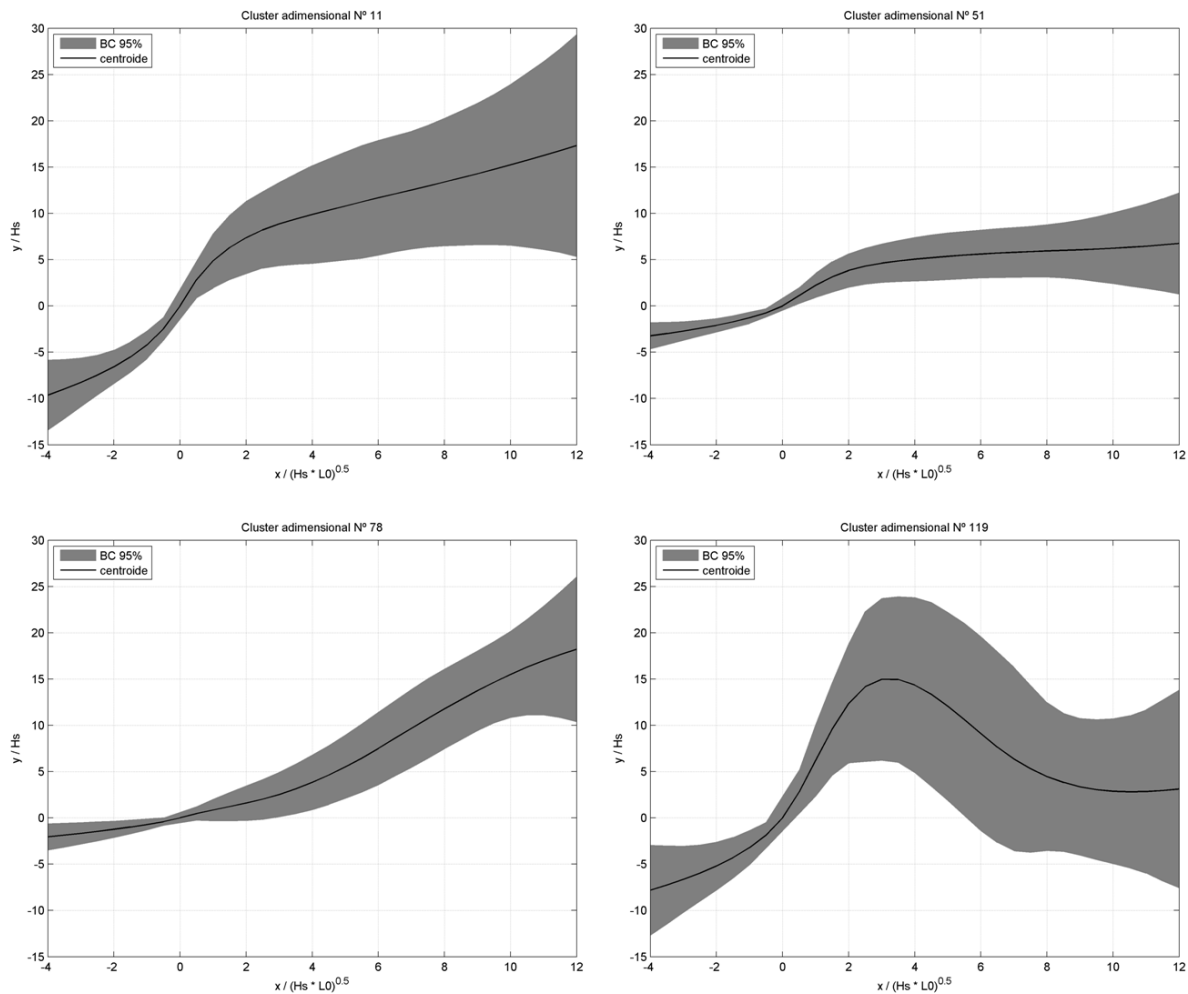 Cluster adimensional Nº 11
BC 95%
centroide
30
25
20
15
10
5
0
-5
-10
-15
y / Hs
-4 -2 0 2 4 6 8 10 12
x / (Hs * L0)^0.5
Cluster adimensional Nº 51
BC 95%
centroide
30
25
20
15
10
5
0
-5
-10
-15
y / Hs
-4 -2 0 2 4 6 8 10 12
x / (Hs * L0)^0.5
Cluster adimensional Nº 78
BC 95%
centroide
30
25
20
15
10
5
0
-5
-10
-15
y / Hs
-4 -2 0 2 4 6 8 10 12
x / (Hs * L0)^0.5
Cluster adimensional Nº 119
BC 95%
centroide
30
25
20
15
10
5
0
-5
-10
-15
y / Hs
-4 -2 0 2 4 6 8 10 12
x / (Hs * L0)^0.5